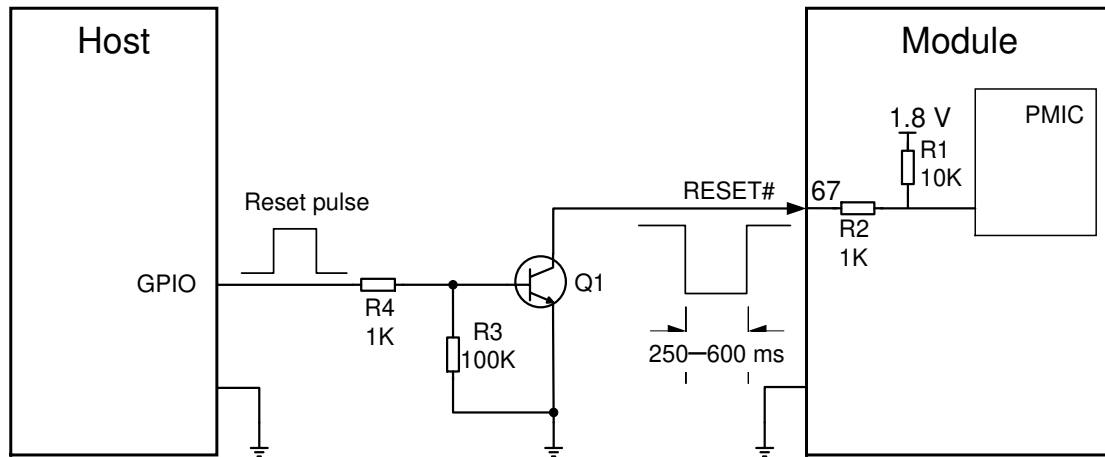 Host
Module
PMIC
1.8 V
R1
10K
RESET#
67
R2
1K
Reset pulse
GPIO
R4
1K
R3
100K
Q1
250—600 ms